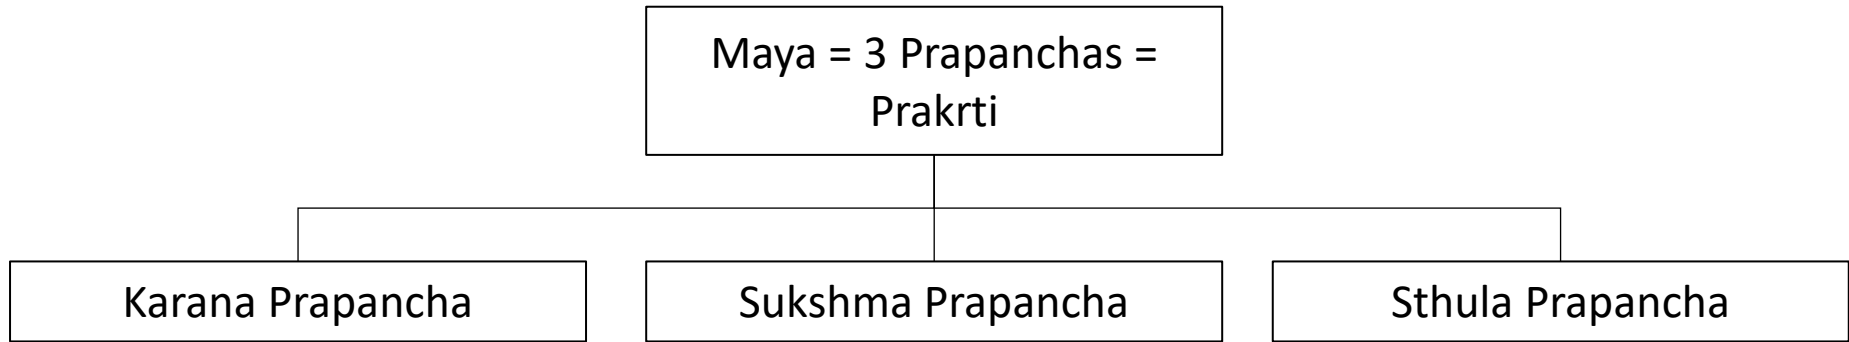 Maya = 3 Prapanchas =
Prakrti
Karana Prapancha
Sukshma Prapancha
Sthula Prapancha